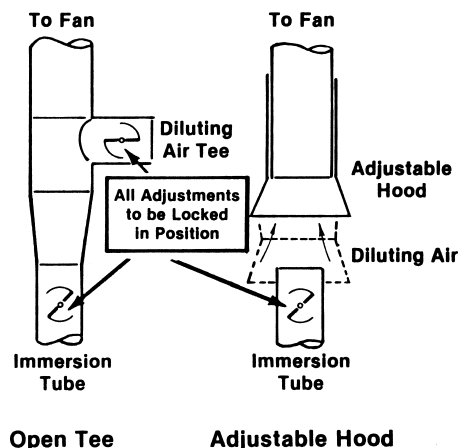 To Fan
To Fan
Diluting
Air Tee
All Adjustments
to be Locked
in Position
Adjustable
Hood
Diluting Air
Immersion
Tube
Immersion
Tube
Open Tee
Adjustable Hood